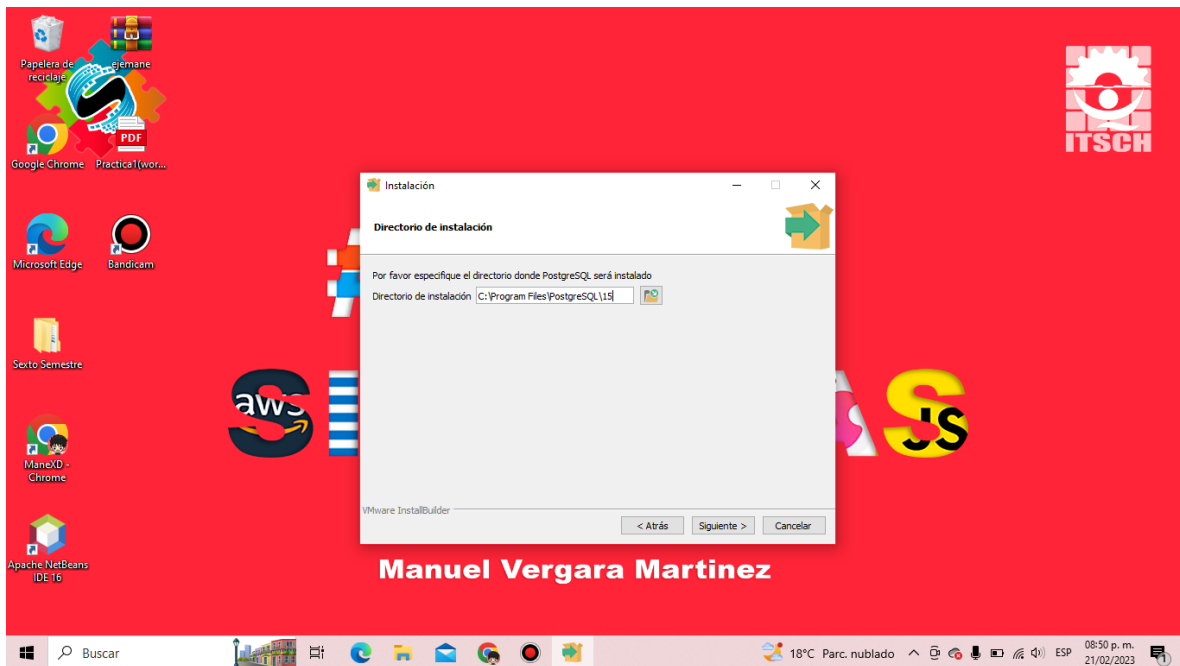 Papelera de
reciclaje
ejemane
PDF
Google Chrome
Practica1(wor...
Microsoft Edge
Bandicam
Sexto Semestre
ManeXD -
Chrome
Apache NetBeans
IDE 16
ITSCH
Instalación
Directorio de instalación
Por favor especifique el directorio donde PostgreSQL será instalado
Directorio de instalación C:\Program Files\PostgreSQL\15
VMware InstallBuilder
< Atrás
Siguiente >
Cancelar
aws
JS
Manuel Vergara Martinez
Buscar
18°C Parc. nublado
ESP
08:50 p. m.
21/02/2023
1